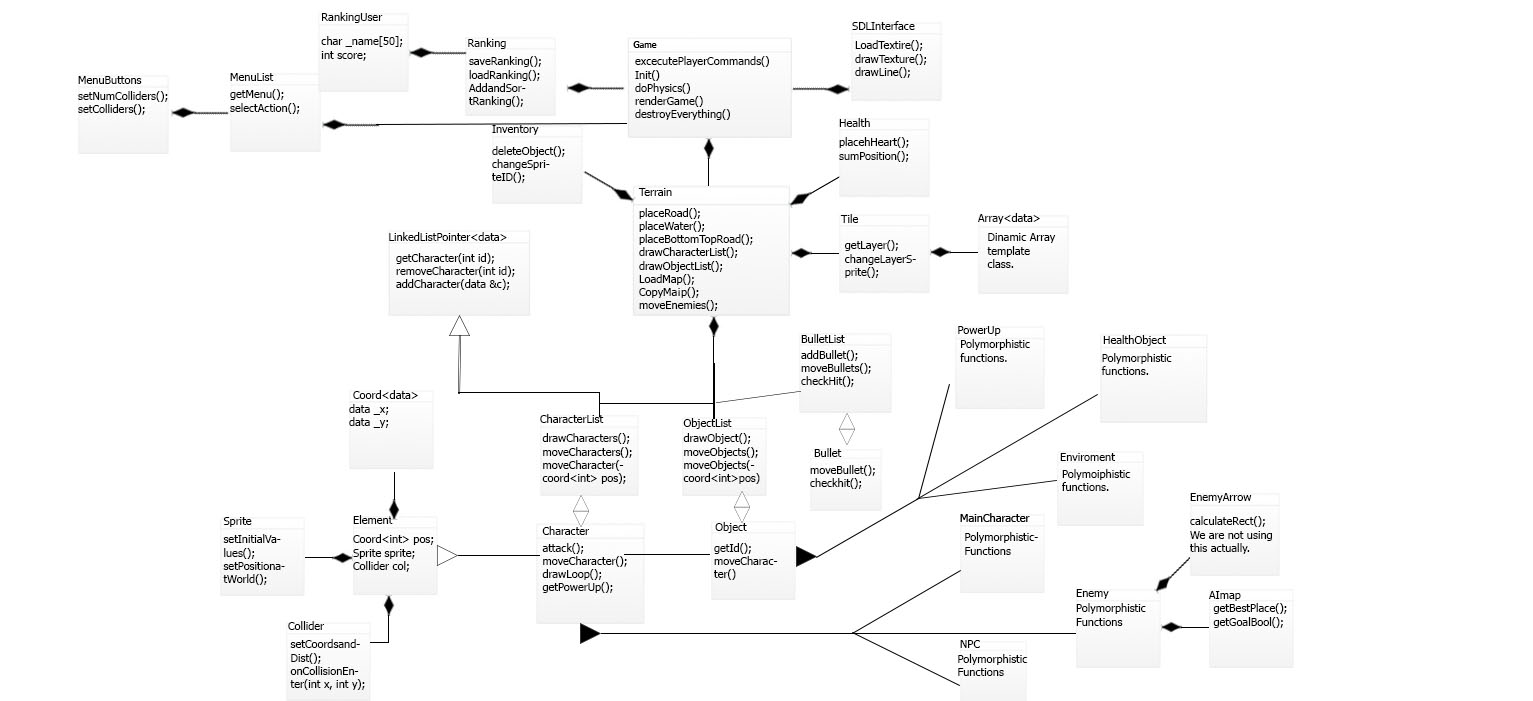 RankingUser
char _name[50];
int score;
Ranking
saveRanking();
loadRanking();
AddandSor-
tRanking();
Game
excecutePlayerCommands()
Init()
doPhysics()
renderGame()
destroyEverything()
SDLInterface
LoadTextire();
drawTexture();
drawLine();
MenuButtons
setNumColliders();
setColliders();
MenuList
getMenu();
selectAction();
Inventory
deleteObject();
changeSpri-
teID();
Health
placehHeart();
sumPosition();
Terrain
placeRoad();
placeWater();
placeBottomTopRoad();
drawCharacterList();
drawObjectList();
LoadMap();
CopyMaip();
moveEnemies();
Tile
getLayer();
changeLayerS-
prite();
Array<data>
Dinamic Array
template
class.
LinkedListPointer<data>
getCharacter(int id);
removeCharacter(int id);
addCharacter(data &c);
BulletList
addBullet();
moveBullets();
checkHit();
PowerUp
Polymorphistic
functions.
HealthObject
Polymorphistic
functions.
Coord<data>
data _x;
data _y;
CharacterList
drawCharacters();
moveCharacters();
moveCharacter(-
coord<int> pos);
ObjectList
drawObject();
moveObjects();
moveObjects(-
coord<int>pos)
Bullet
moveBullet();
checkhit();
Enviroment
Polymoiphistic
functions.
Sprite
setInitialVa-
lues();
setPositiona-
tWorld();
Element
Coord<int> pos;
Sprite sprite;
Collider col;
Character
attack();
moveCharacter();
drawLoop();
getPowerUp();
Object
getId();
moveCharac-
ter()
MainCharacter
Polymorphistic-
Functions
EnemyArrow
calculateRect();
We are not using
this actually.
Enemy
Polymorphistic
Functions
AImap
getBestPlace();
getGoalBool();
Collider
setCoordsand-
Dist();
onCollisionEn-
ter(int x, int y);
NPC
Polymorphistic
Functions